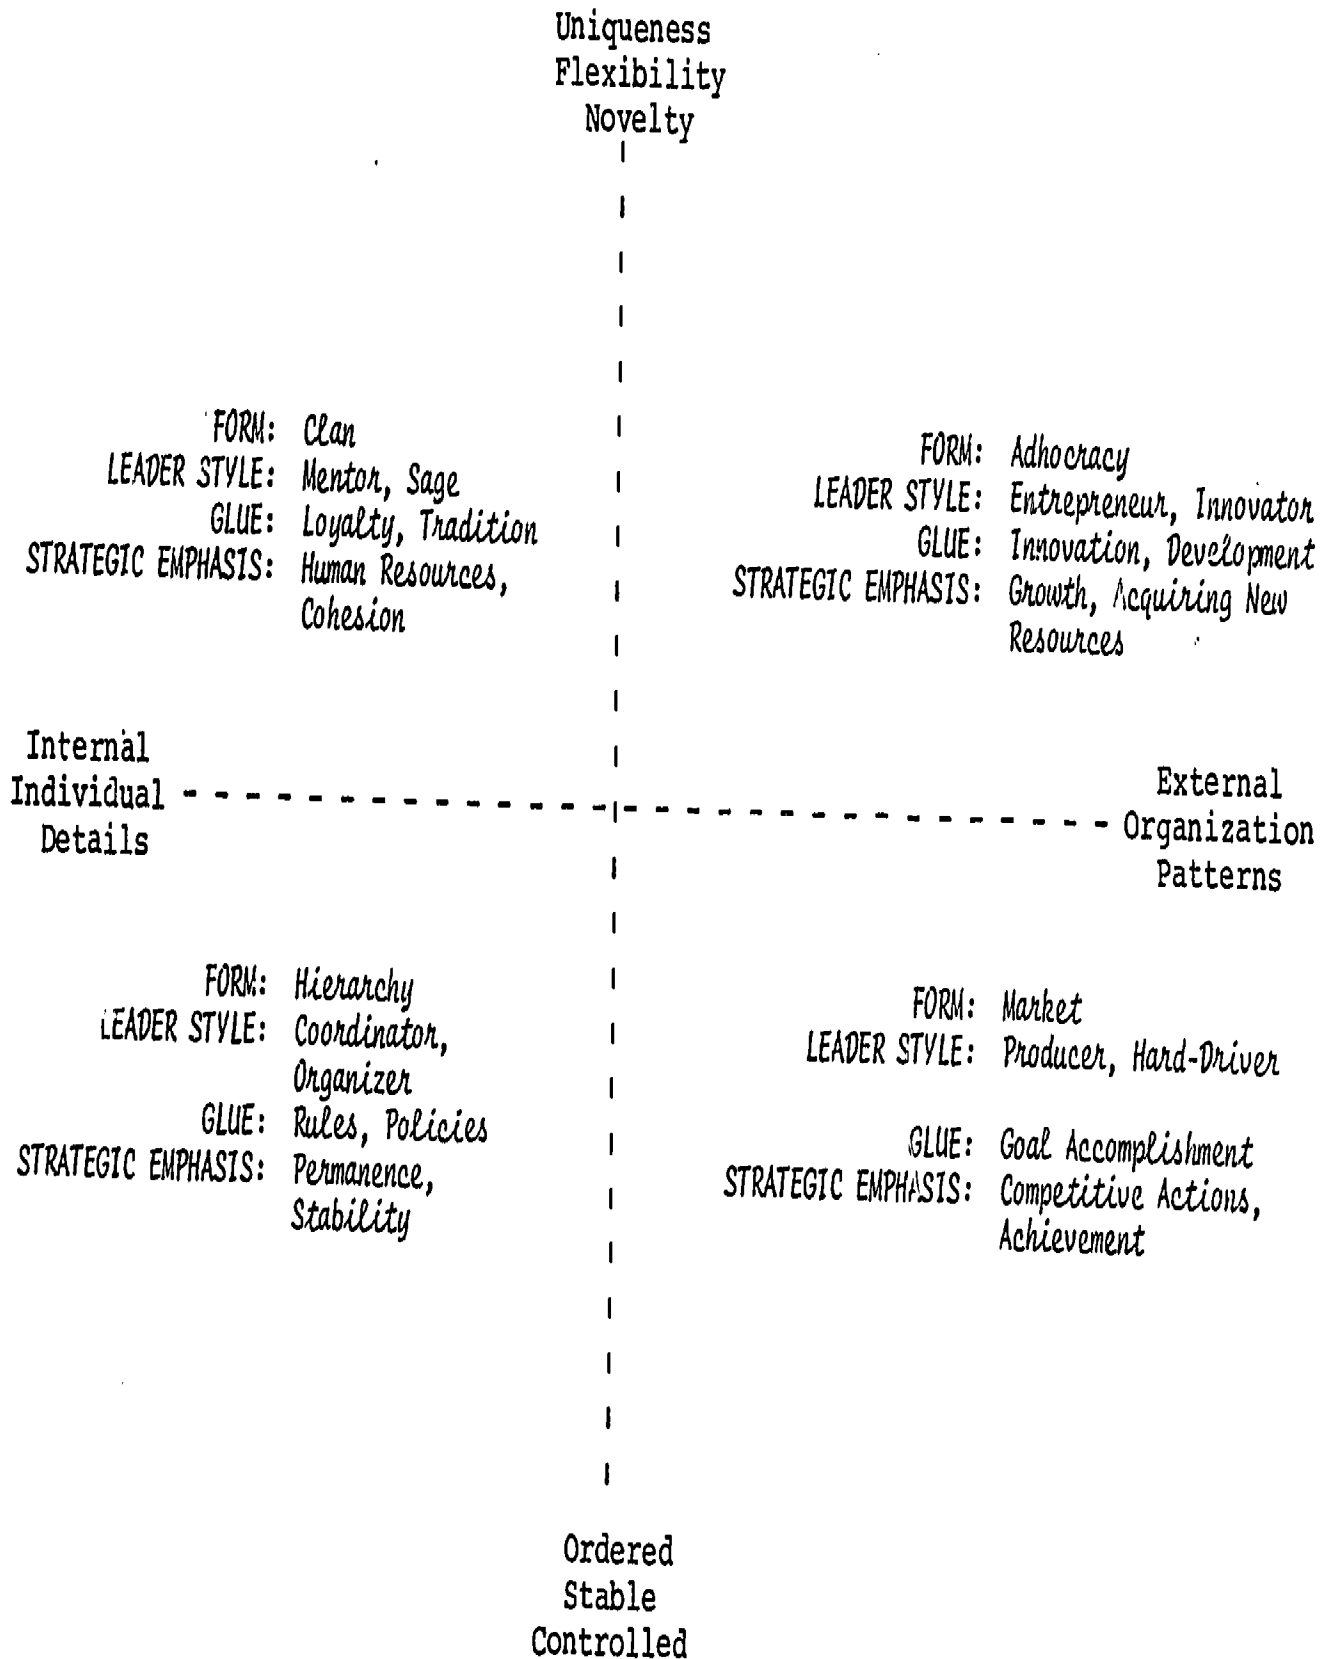 Uniqueness
Flexibility
Novelty
FORM: Clan
LEADER STYLE: Mentor, Sage
GLUE: Loyalty, Tradition
STRATEGIC EMPHASIS: Human Resources,
Cohesion
FORM: Adhocracy
LEADER STYLE: Entrepreneur, Innovator
GLUE: Innovation, Development
STRATEGIC EMPHASIS: Growth, Acquiring New
Resources
Internal
Individual
Details
External
Organization
Patterns
FORM: Hierarchy
LEADER STYLE: Coordinator,
Organizer
GLUE: Rules, Policies
STRATEGIC EMPHASIS: Permanence,
Stability
FORM: Market
LEADER STYLE: Producer, Hard-Driver
GLUE: Goal Accomplishment
STRATEGIC EMPHASIS: Competitive Actions,
Achievement
Ordered
Stable
Controlled